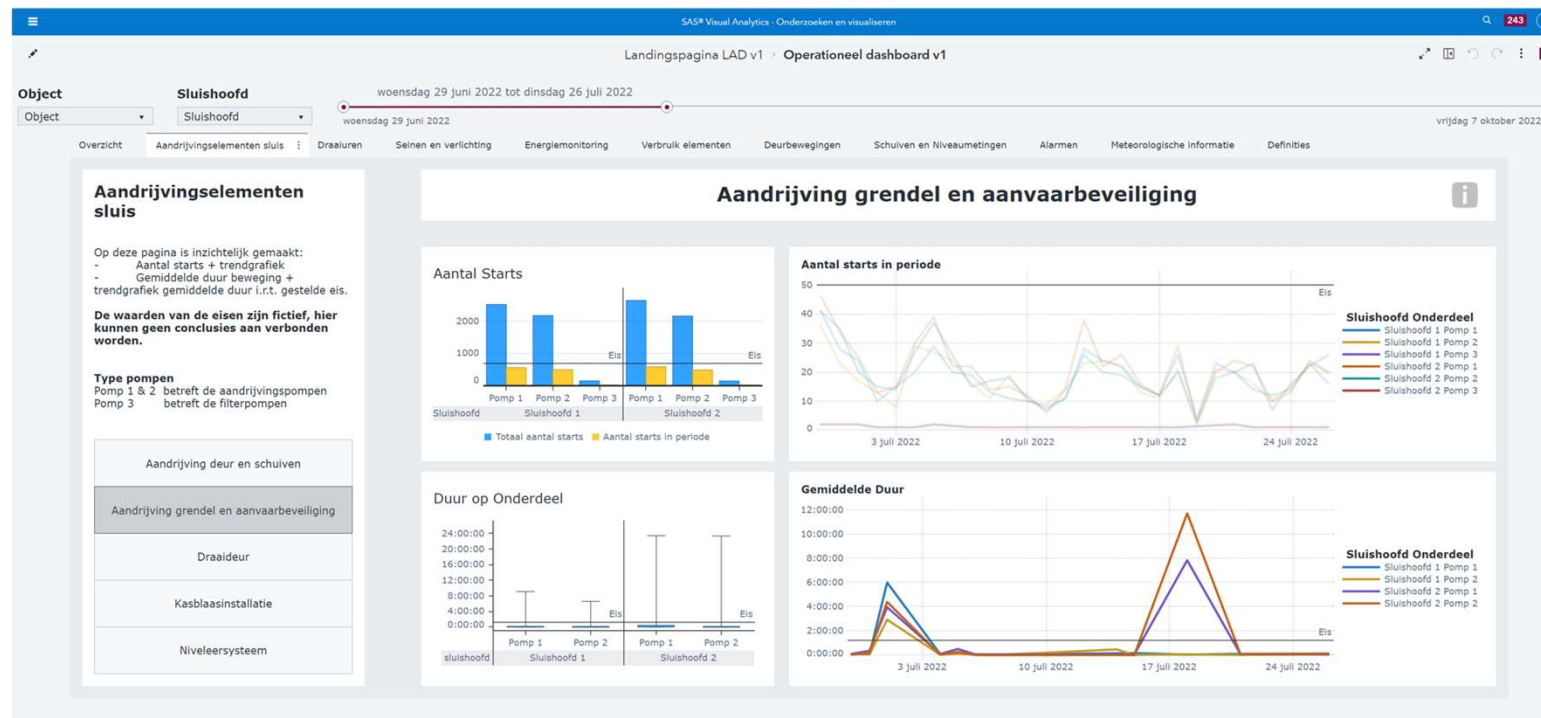 SAS® Visual Analytics - Onderzoeken en visualiseren
243
Landingspagina LAD v1 > Operationeel dashboard v1
Object
Sluishoofd
woensdag 29 juni 2022 tot dinsdag 26 juli 2022
Object
Sluishoofd
woensdag 29 juni 2022
vrijdag 7 oktober 2022
Overzicht Aandrijvingselementen sluis Draaiuren Seinen en verlichting Energiemonitoring Verbruik elementen Deurbewegingen Schuiven en Niveaumetingen Alarmen Meteorologische informatie Definities
Aandrijvingselementen
sluis
Op deze pagina is inzichtelijk gemaakt:
- Aantal starts + trendgrafiek
- Gemiddelde duur beweging +
trendgrafiek gemiddelde duur i.r.t. gestelde eis.
De waarden van de eisen zijn fictief, hier
kunnen geen conclusies aan verbonden
worden.
Type pompen
Pomp 1 & 2 betreft de aandrijvingspompen
Pomp 3 betreft de filterpompen
Aandrijving deur en schuiven
Aandrijving grendel en aanvaarbeveiliging
Draaideur
Kasblaasinstallatie
Niveleersysteem
Aandrijving grendel en aanvaarbeveiliging
i
Aantal Starts
2000
1000
0
Eis
Eis
Pomp 1 Pomp 2 Pomp 3 Pomp 1 Pomp 2 Pomp 3
Sluishoofd Sluishoofd 1 Sluishoofd 2
Totaal aantal starts Aantal starts in periode
Aantal starts in periode
50
40
30
20
10
0
Eis
3 juli 2022 10 juli 2022 17 juli 2022 24 juli 2022
Sluishoofd Onderdeel
Sluishoofd 1 Pomp 1
Sluishoofd 1 Pomp 2
Sluishoofd 1 Pomp 3
Sluishoofd 2 Pomp 1
Sluishoofd 2 Pomp 2
Sluishoofd 2 Pomp 3
Duur op Onderdeel
24:00:00
20:00:00
16:00:00
12:00:00
8:00:00
4:00:00
0:00:00
Eis
Eis
Pomp 1 Pomp 2 Pomp 1 Pomp 2
sluishoofd Sluishoofd 1 Sluishoofd 2
Gemiddelde Duur
12:00:00
10:00:00
8:00:00
6:00:00
4:00:00
2:00:00
0:00:00
Eis
3 juli 2022 10 juli 2022 17 juli 2022 24 juli 2022
Sluishoofd Onderdeel
Sluishoofd 1 Pomp 1
Sluishoofd 1 Pomp 2
Sluishoofd 2 Pomp 1
Sluishoofd 2 Pomp 2